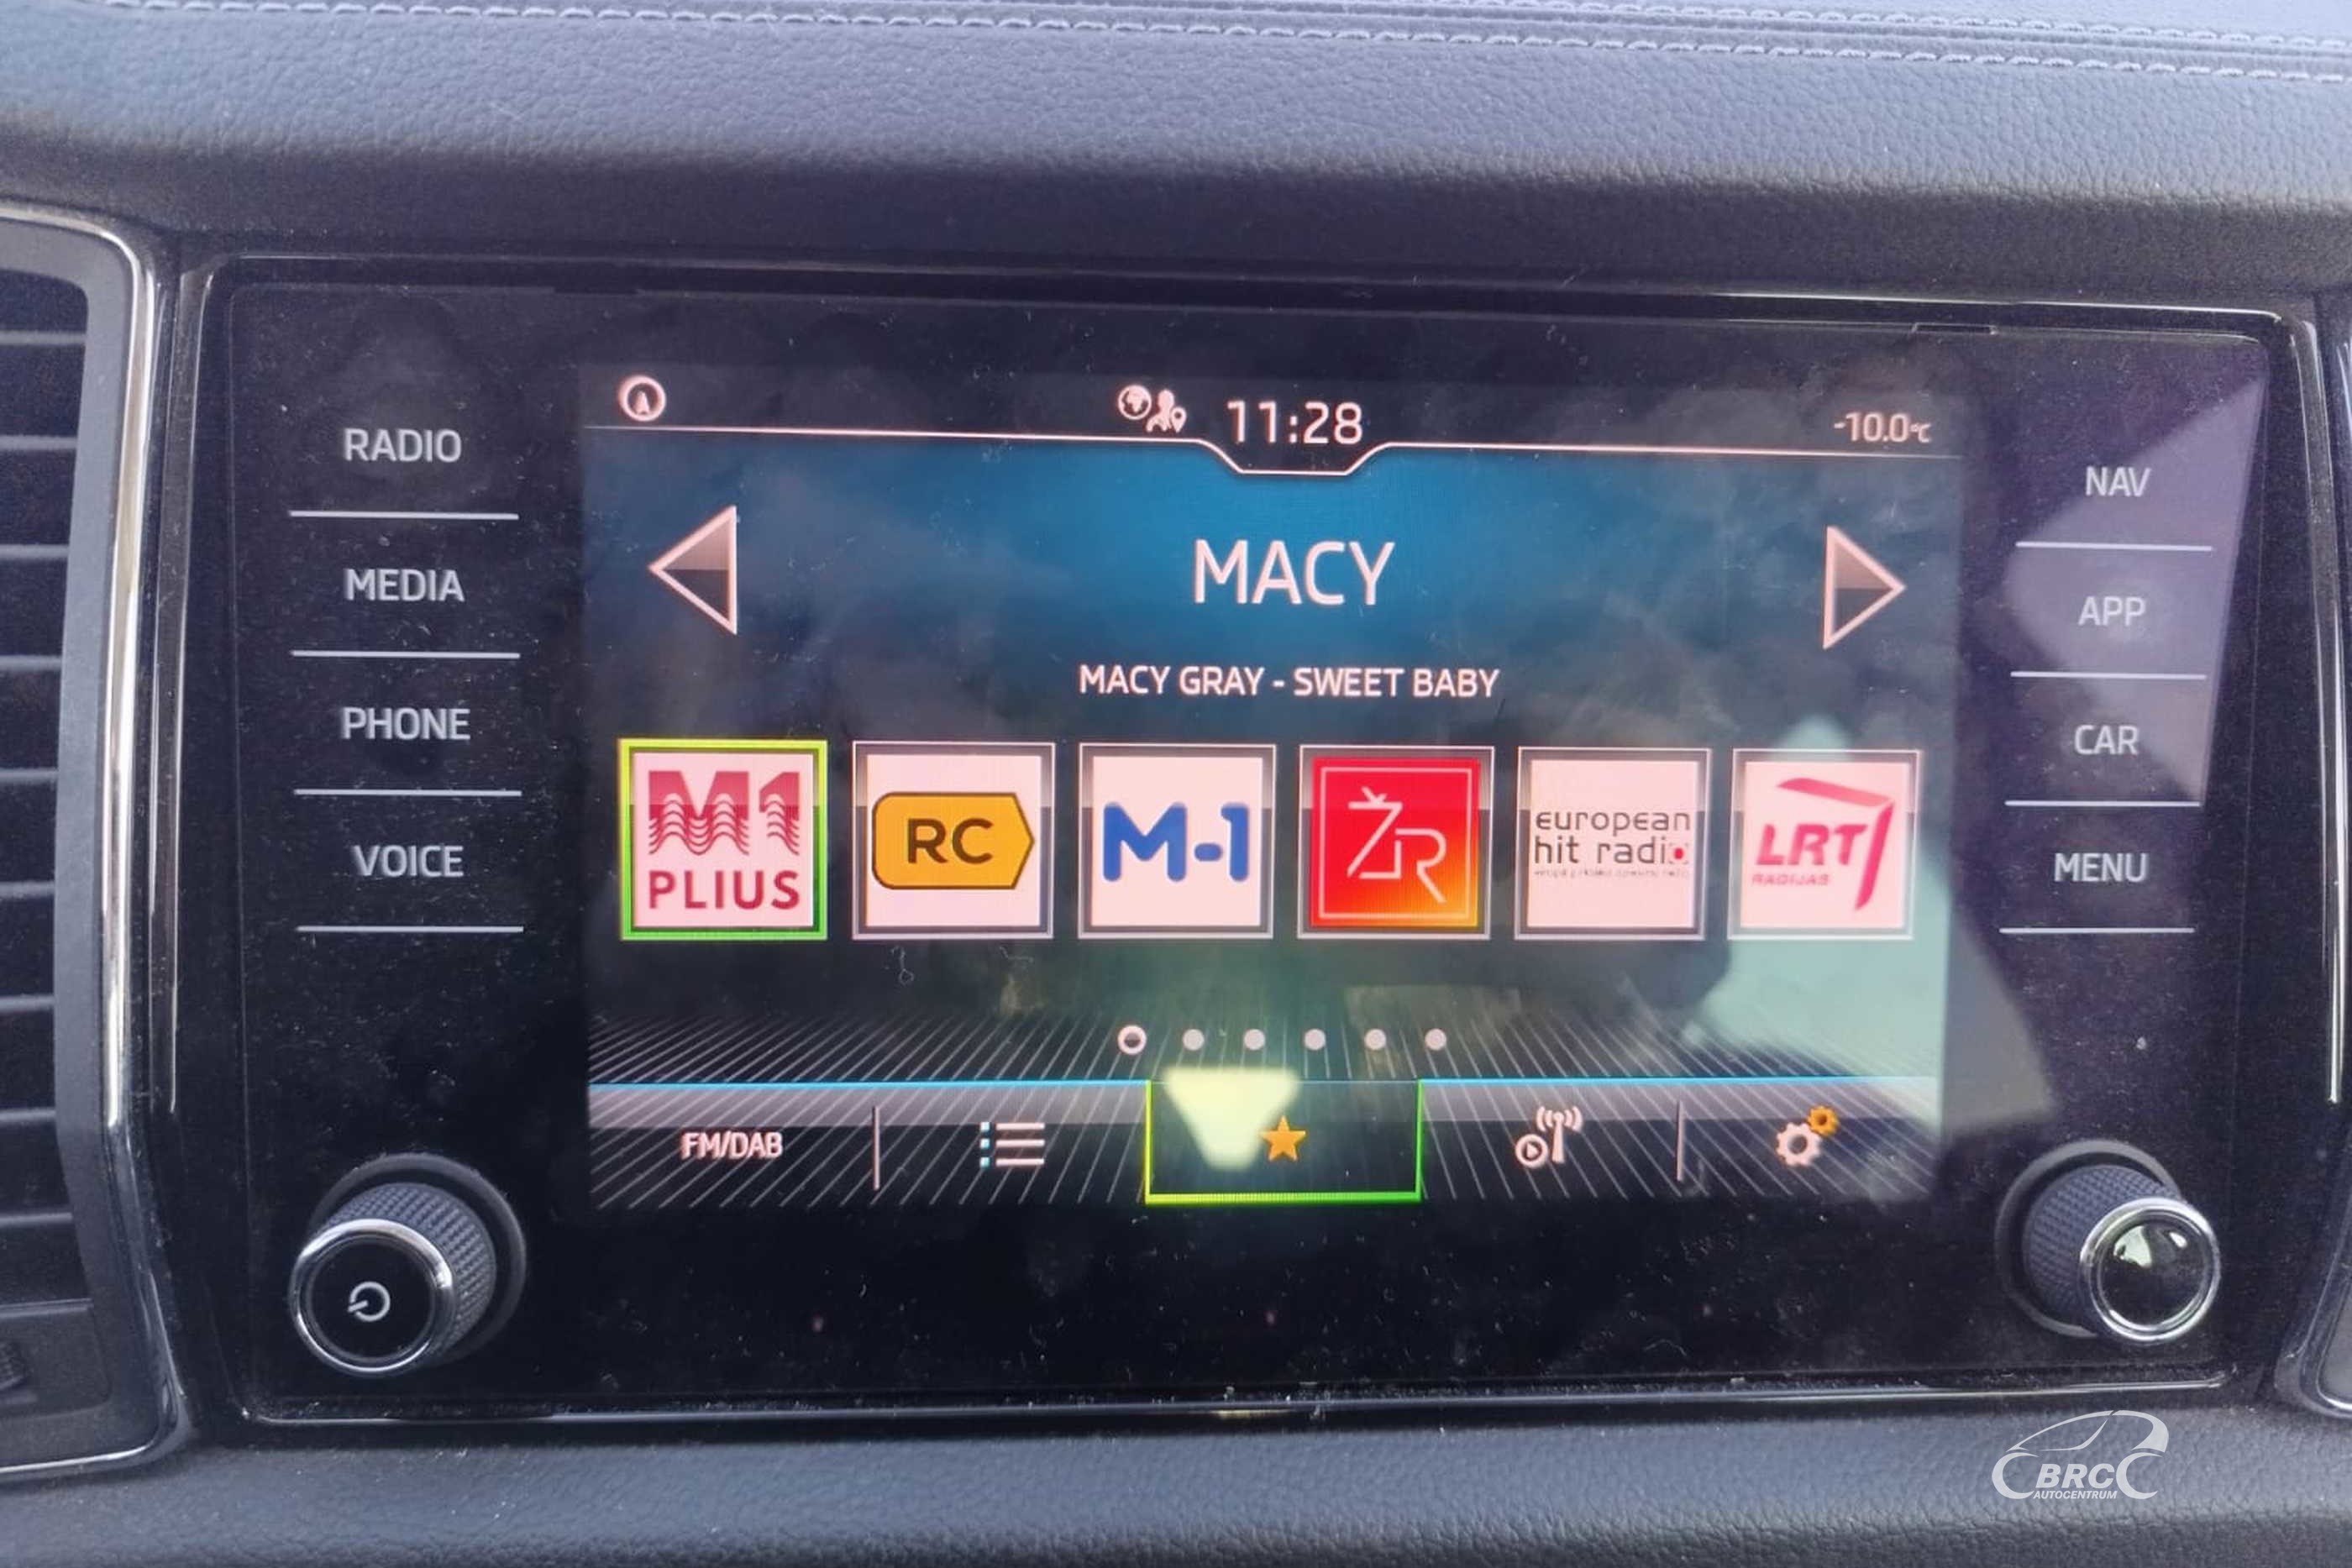 11:28
-10.0°C
RADIO
MEDIA
PHONE
VOICE
MACY
MACY GRAY - SWEET BABY
M1
PLIUS
RC
M-1
ŽR
european
hit radio
LRT
RADIJAS
FM/DAB
NAV
APP
CAR
MENU
BRC
AUTOCENTRUM